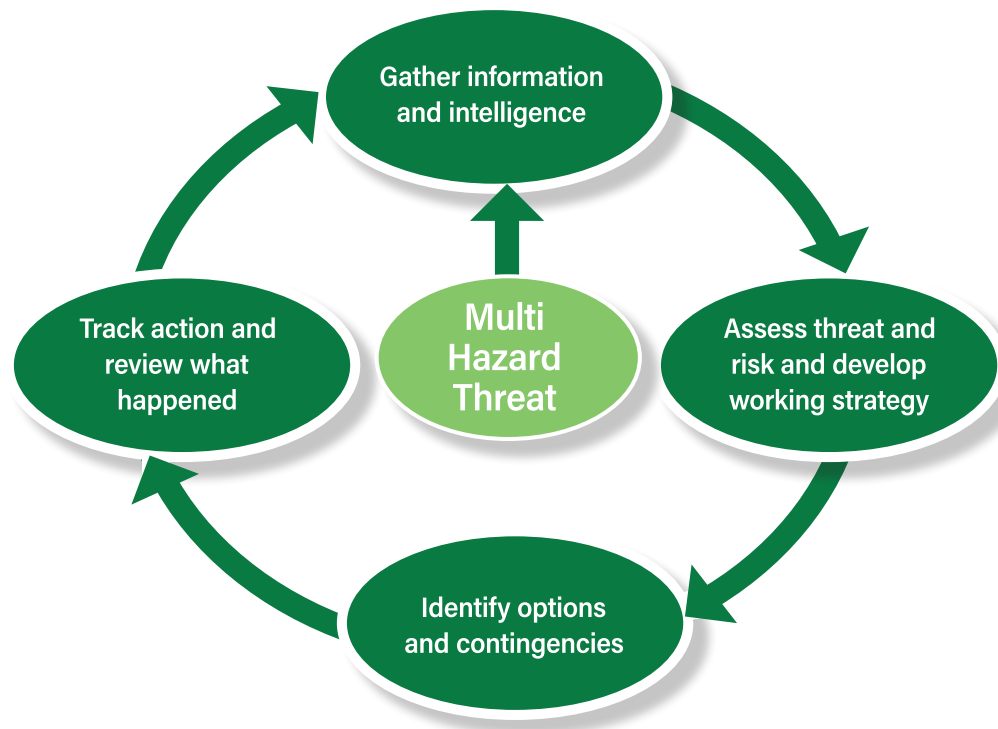 Gather information
and intelligence
Assess threat and
risk and develop
working strategy
Identify options
and contingencies
Track action and
review what
happened
Multi
Hazard
Threat